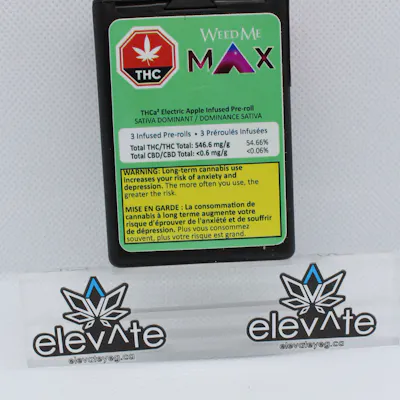 WEED ME
MAX
THC
THCa² Electric Apple Infused Pre-roll
SATIVA DOMINANT / DOMINANCE SATIVA
3 Infused Pre-rolls • 3 Préroulés Infusées
Total THC/THC Total: 546.6 mg/g 54.66%
Total CBD/CBD Total: <0.6 mg/g <0.06%
WARNING: Long-term cannabis use
increases your risk of anxiety and
depression. The more often you use, the
greater the risk.
MISE EN GARDE : La consommation de
cannabis à long terme augmente votre
risque d'éprouver de l'anxiété et de souffrir
de dépression. Plus vous consommez
souvent, plus votre risque est grand.
elevate
elevateyeg.ca
elevate
elevateyeg.ca